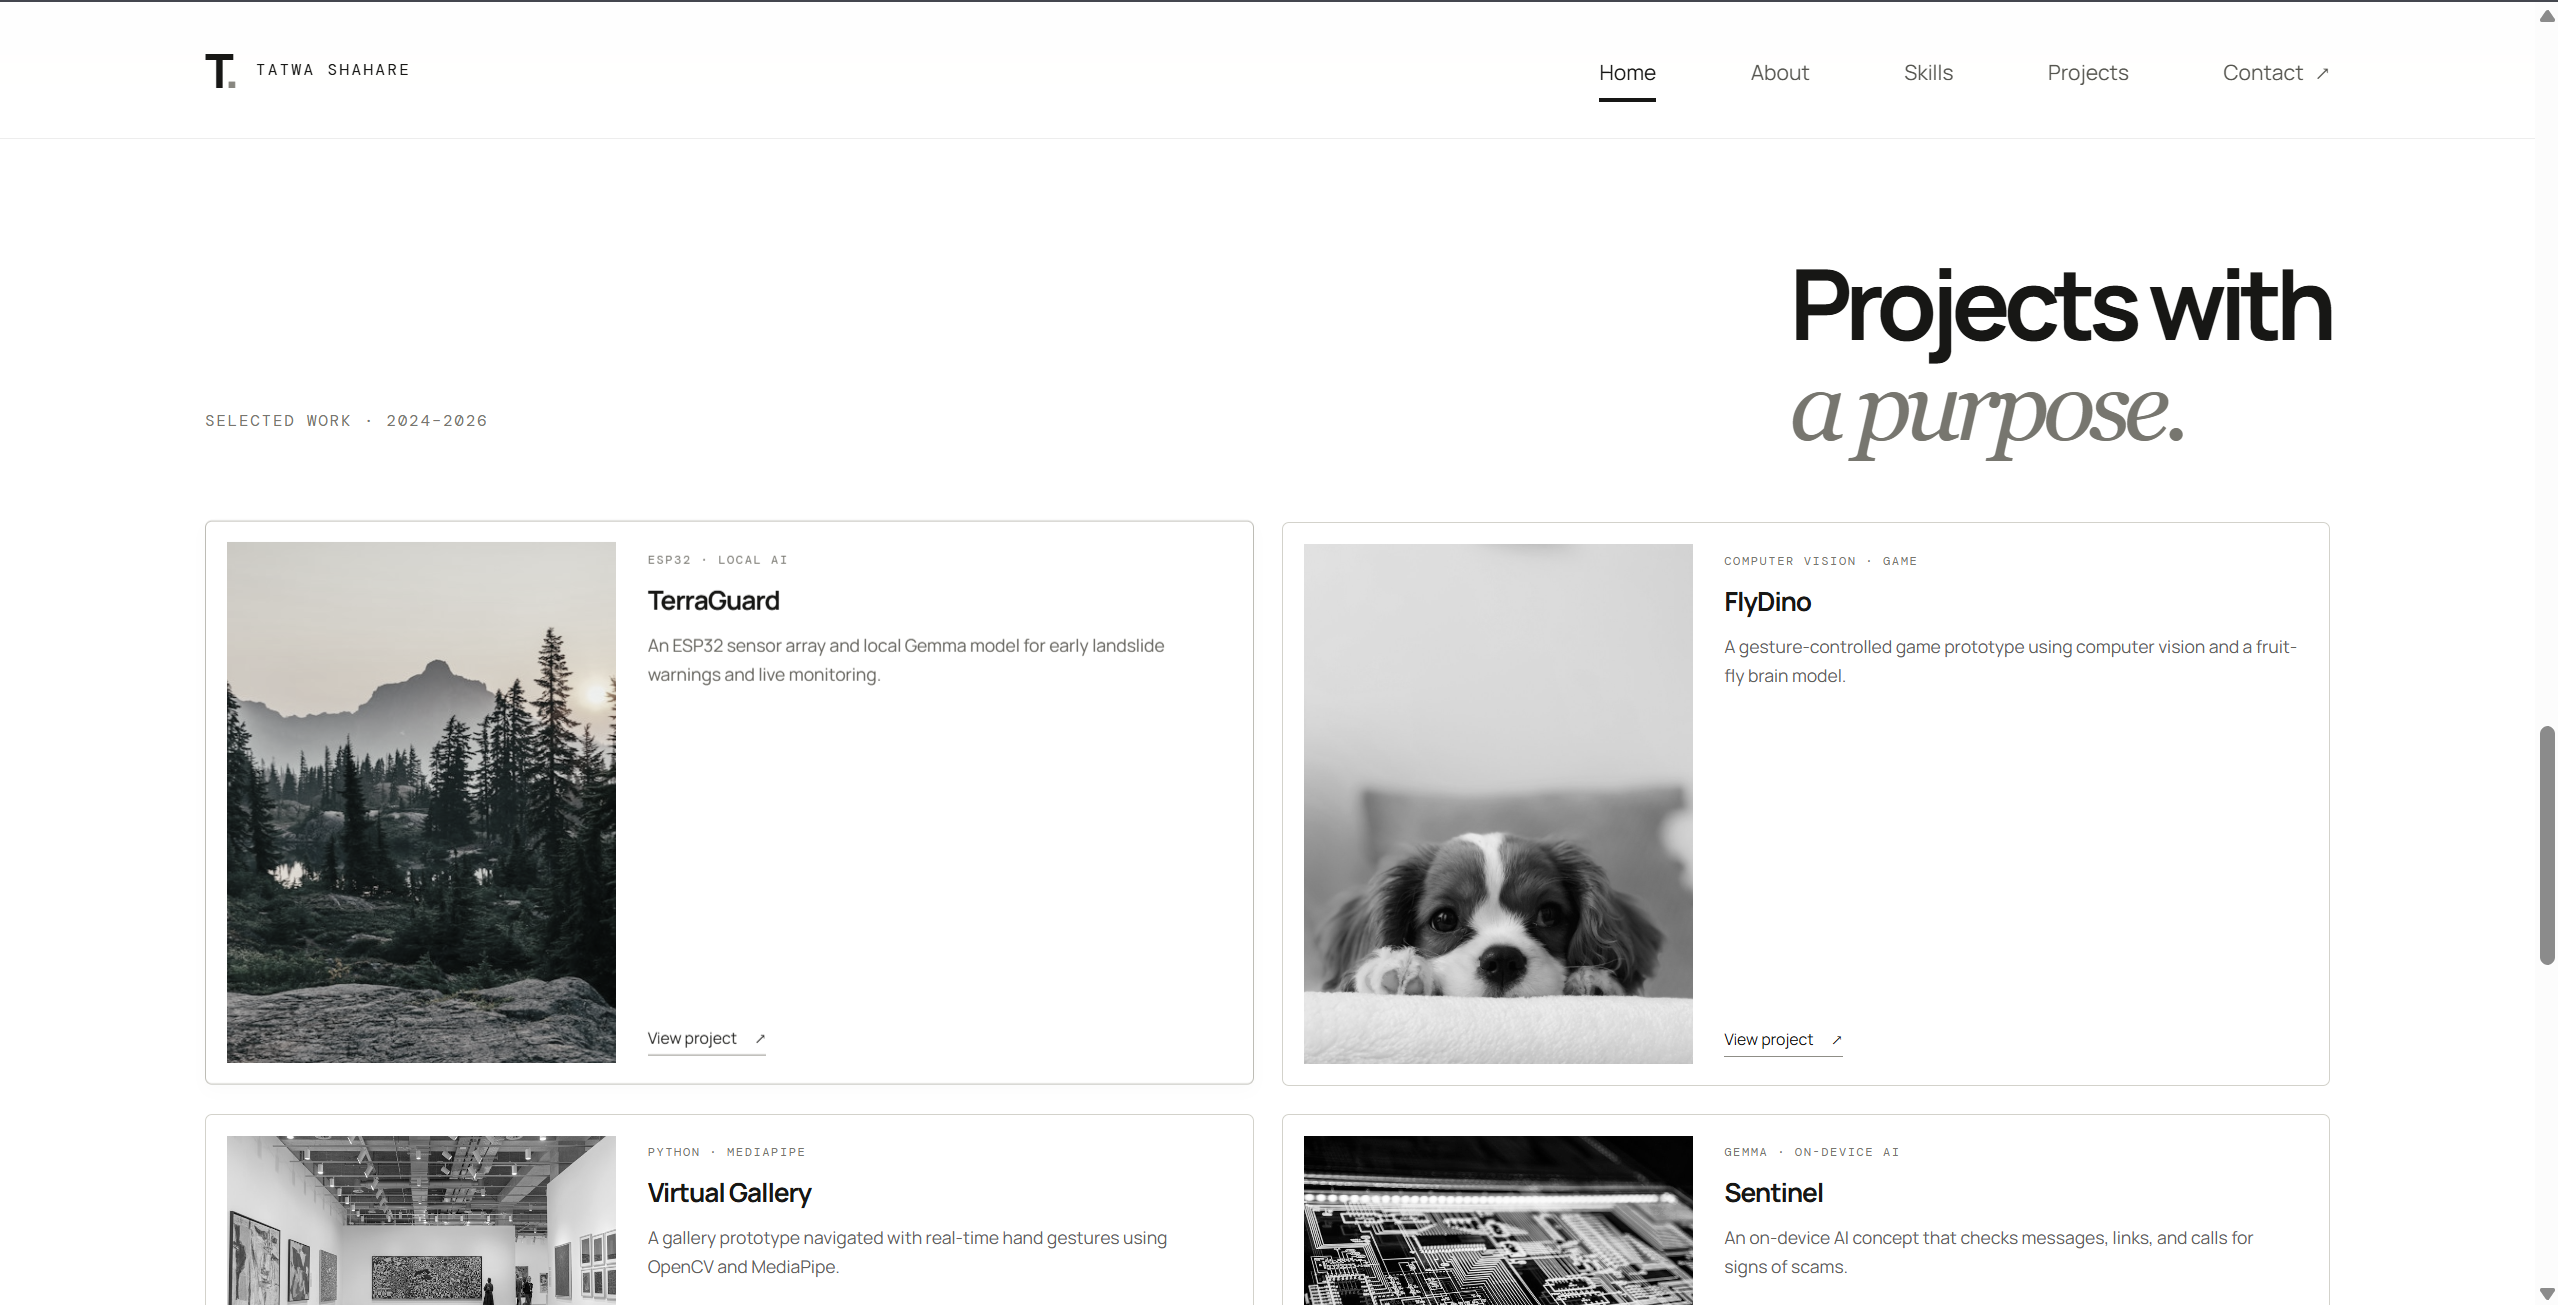 T. TATWA SHAHARE
Home About Skills Projects Contact ↗
Projects with
a purpose.
SELECTED WORK · 2024–2026
ESP32 · LOCAL AI
TerraGuard
An ESP32 sensor array and local Gemma model for early landslide
warnings and live monitoring.
View project ↗
COMPUTER VISION · GAME
FlyDino
A gesture-controlled game prototype using computer vision and a fruit-
fly brain model.
View project ↗
PYTHON · MEDIAPIPE
Virtual Gallery
A gallery prototype navigated with real-time hand gestures using
OpenCV and MediaPipe.
GEMMA · ON-DEVICE AI
Sentinel
An on-device AI concept that checks messages, links, and calls for
signs of scams.